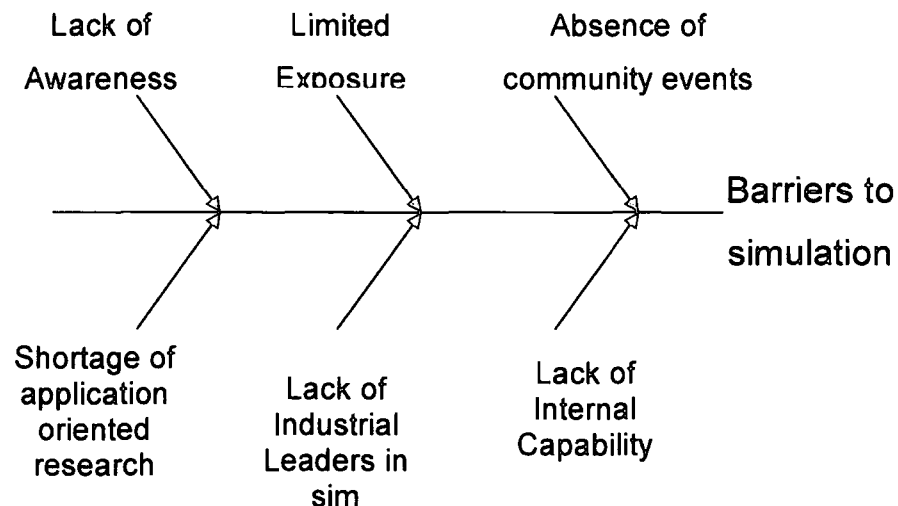 Lack of
Awareness
Limited
Exposure
Absence of
community events
Barriers to
simulation
Shortage of
application
oriented
research
Lack of
Industrial
Leaders in
sim
Lack of
Internal
Capability